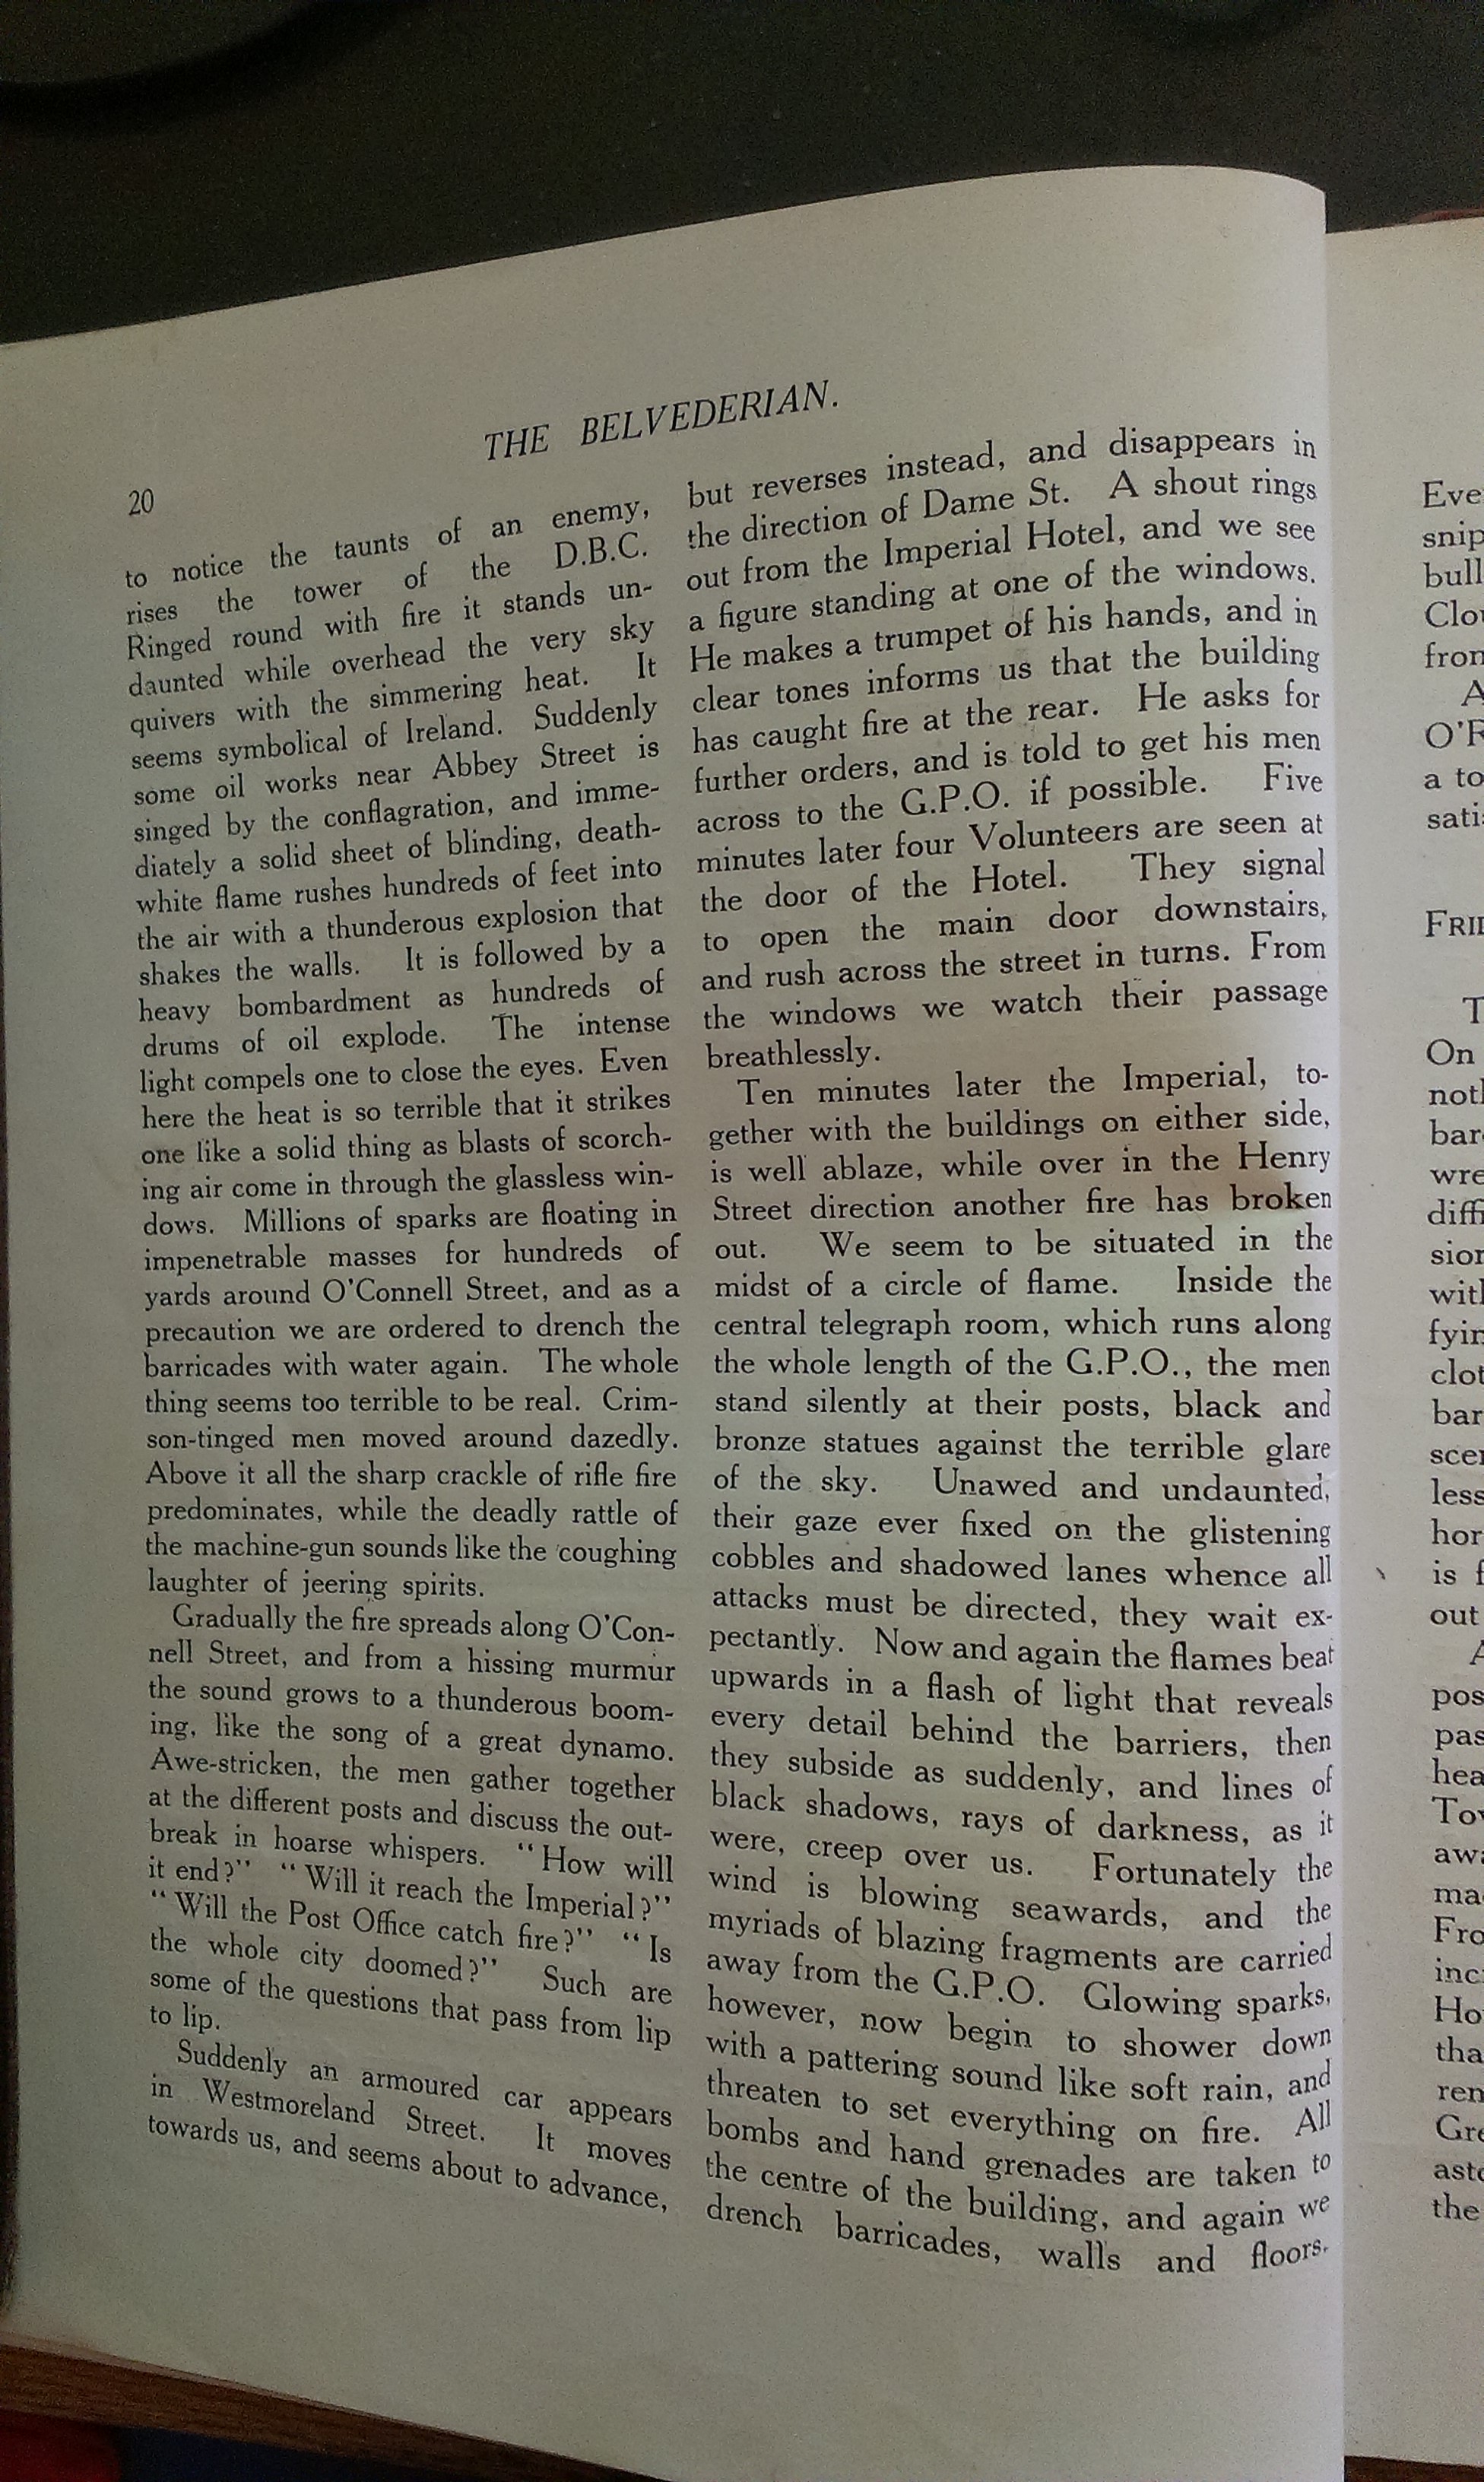 THE BELVEDERIAN.
20
to notice the taunts of an enemy,
rises the tower of the D.B.C.
Ringed round with fire it stands un-
daunted while overhead the very sky
quivers with the simmering heat. It
seems symbolical of Ireland. Suddenly
some oil works near Abbey Street is
singed by the conflagration, and imme-
diately a solid sheet of blinding, death-
white flame rushes hundreds of feet into
the air with a thunderous explosion that
shakes the walls. It is followed by a
heavy bombardment as hundreds of
drums of oil explode. The intense
light compels one to close the eyes. Even
here the heat is so terrible that it strikes
one like a solid thing as blasts of scorch-
ing air come in through the glassless win-
dows. Millions of sparks are floating in
impenetrable masses for hundreds of
yards around O'Connell Street, and as a
precaution we are ordered to drench the
barricades with water again. The whole
thing seems too terrible to be real. Crim-
son-tinged men moved around dazedly.
Above it all the sharp crackle of rifle fire
predominates, while the deadly rattle of
the machine-gun sounds like the coughing
laughter of jeering spirits.
Gradually the fire spreads along O'Con-
nell Street, and from a hissing murmur
the sound grows to a thunderous boom-
ing, like the song of a great dynamo.
Awe-stricken, the men gather together
at the different posts and discuss the out-
break in hoarse whispers. "How will
it end?" "Will it reach the Imperial?"
"Will the Post Office catch fire?" "Is
the whole city doomed?" Such are
some of the questions that pass from lip
to lip.
Suddenly an armoured car appears
in Westmoreland Street. It moves
towards us, and seems about to advance,
but reverses instead, and disappears in
the direction of Dame St. A shout rings
out from the Imperial Hotel, and we see
a figure standing at one of the windows.
He makes a trumpet of his hands, and in
clear tones informs us that the building
has caught fire at the rear. He asks for
further orders, and is told to get his men
across to the G.P.O. if possible. Five
minutes later four Volunteers are seen at
the door of the Hotel. They signal
to open the main door downstairs,
and rush across the street in turns. From
the windows we watch their passage
breathlessly.
Ten minutes later the Imperial, to-
gether with the buildings on either side,
is well ablaze, while over in the Henry
Street direction another fire has broken
out. We seem to be situated in the
midst of a circle of flame. Inside the
central telegraph room, which runs along
the whole length of the G.P.O., the men
stand silently at their posts, black and
bronze statues against the terrible glare
of the sky. Unawed and undaunted,
their gaze ever fixed on the glistening
cobbles and shadowed lanes whence all
attacks must be directed, they wait ex-
pectantly. Now and again the flames beat
upwards in a flash of light that reveals
every detail behind the barriers, then
they subside as suddenly, and lines of
black shadows, rays of darkness, as it
were, creep over us. Fortunately the
wind is blowing seawards, and the
myriads of blazing fragments are carried
away from the G.P.O. Glowing sparks,
however, now begin to shower down
with a pattering sound like soft rain, and
threaten to set everything on fire. All
bombs and hand grenades are taken to
the centre of the building, and again we
drench barricades, walls and floors.